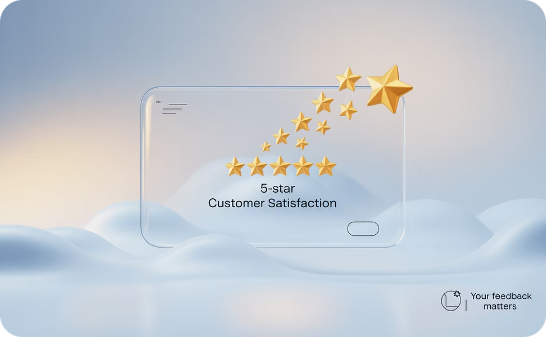 5-star
Customer Satisfaction
Your feedback
matters